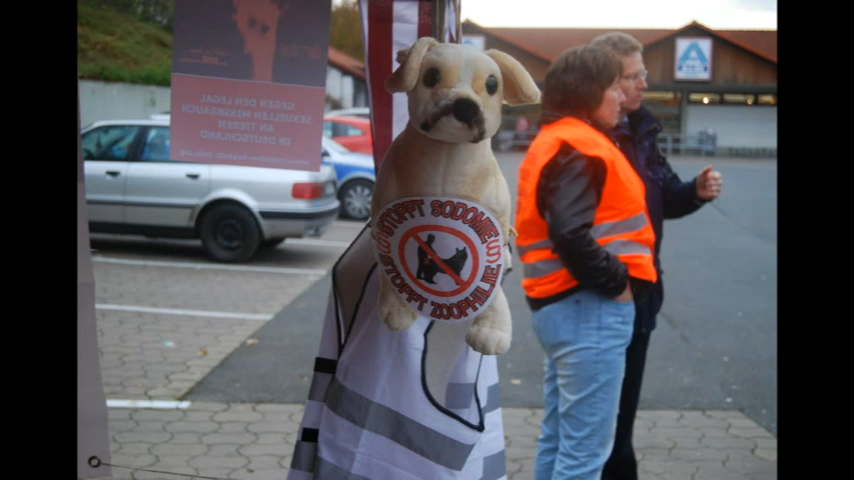 GEGEN DEN LEGAL
SEXUELLEN MISSBRAUCH
AN TIEREN
IN DEUTSCHLAND
STOPPT SODOMIE
§§ STOPPT ZOOPHILIE §§
A